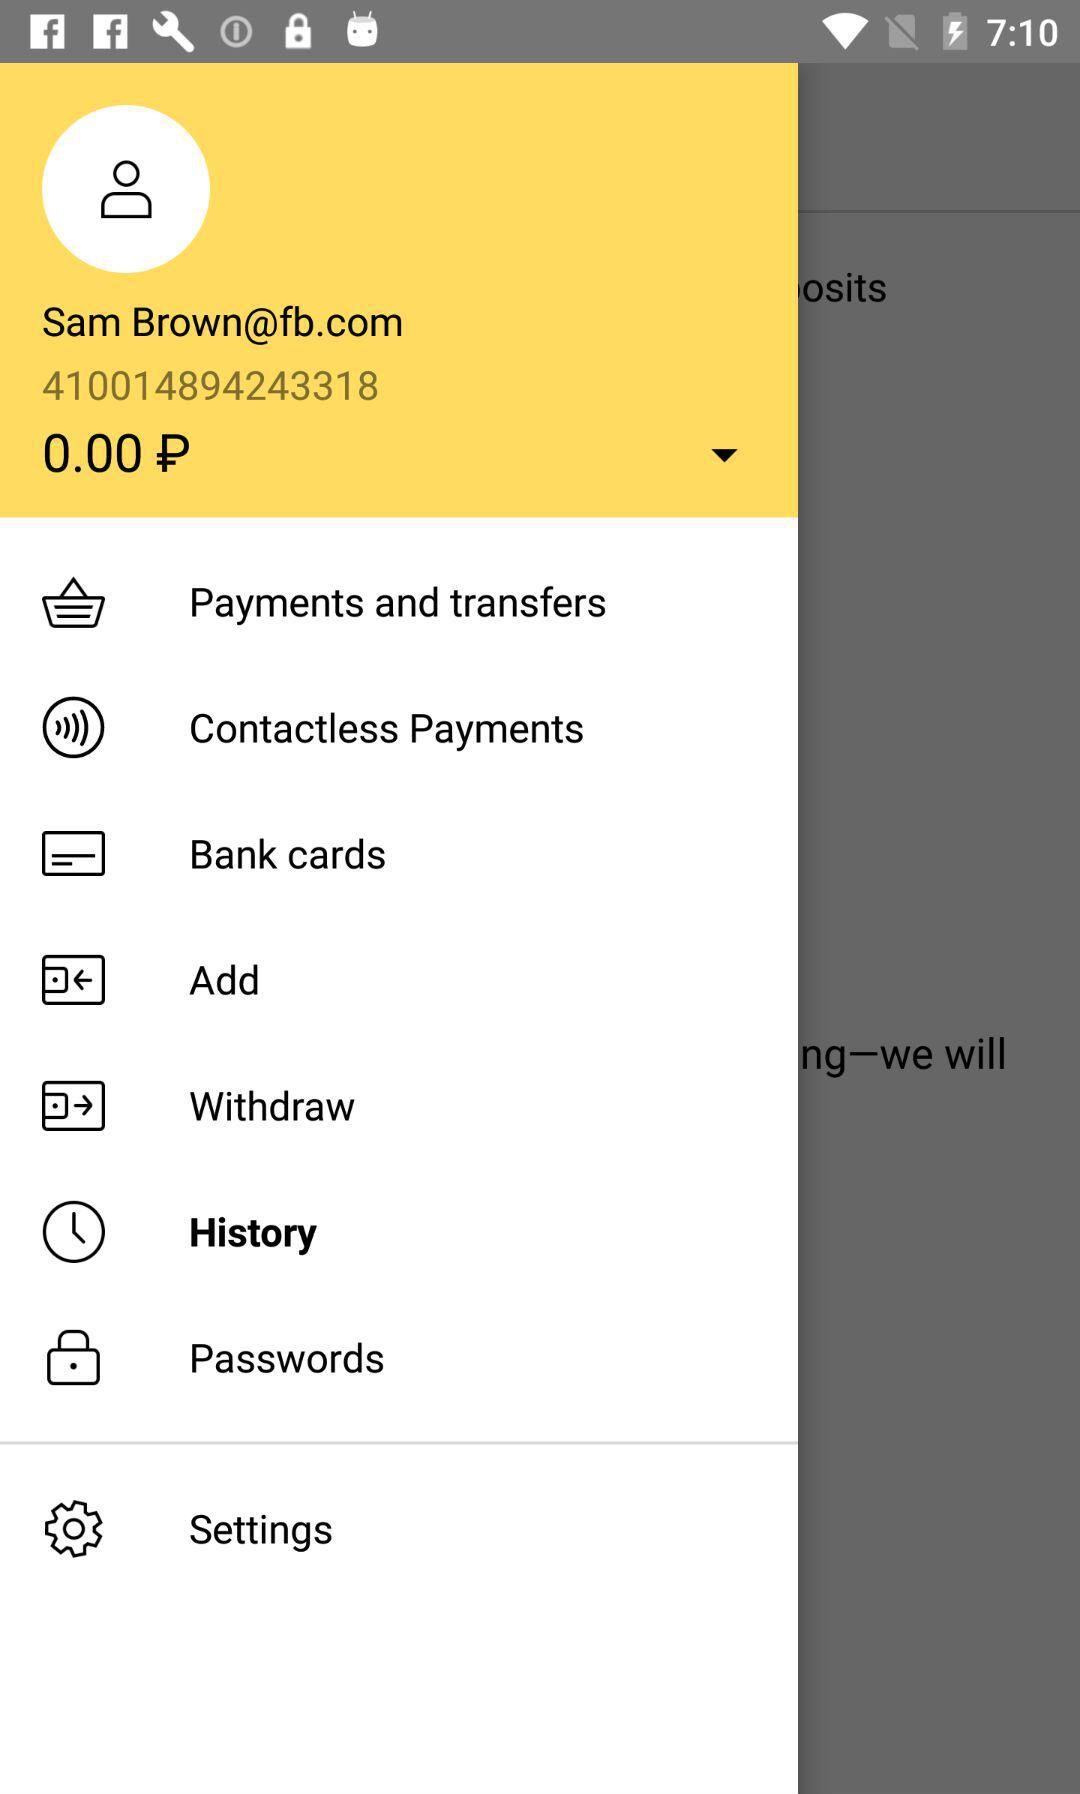 7:10
Sam Brown@fb.com
410014894243318
0.00 ₽
osits
Payments and transfers
Contactless Payments
Bank cards
Add
ng—we will
Withdraw
History
Passwords
Settings